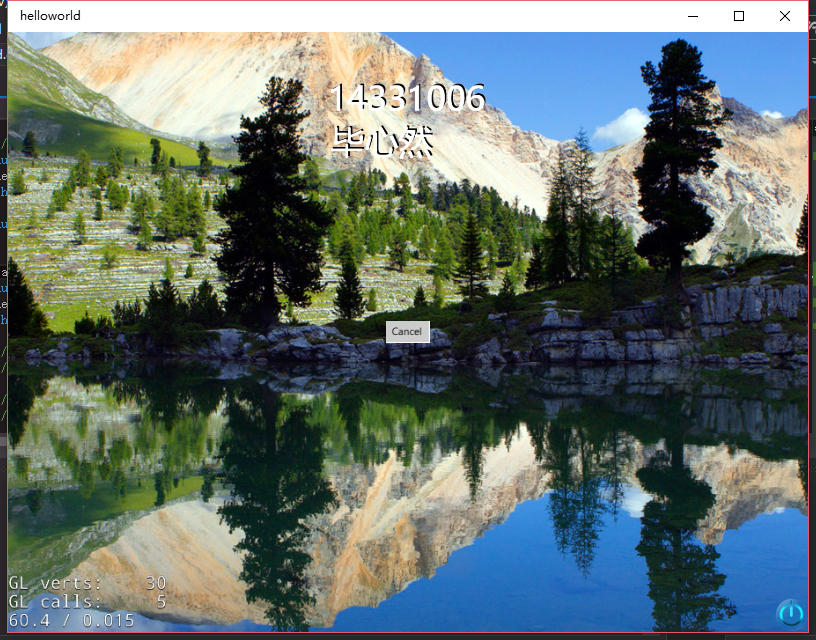 helloworld
14331006
毕心然
Cancel
GL verts: 30
GL calls: 5
60.4 / 0.015